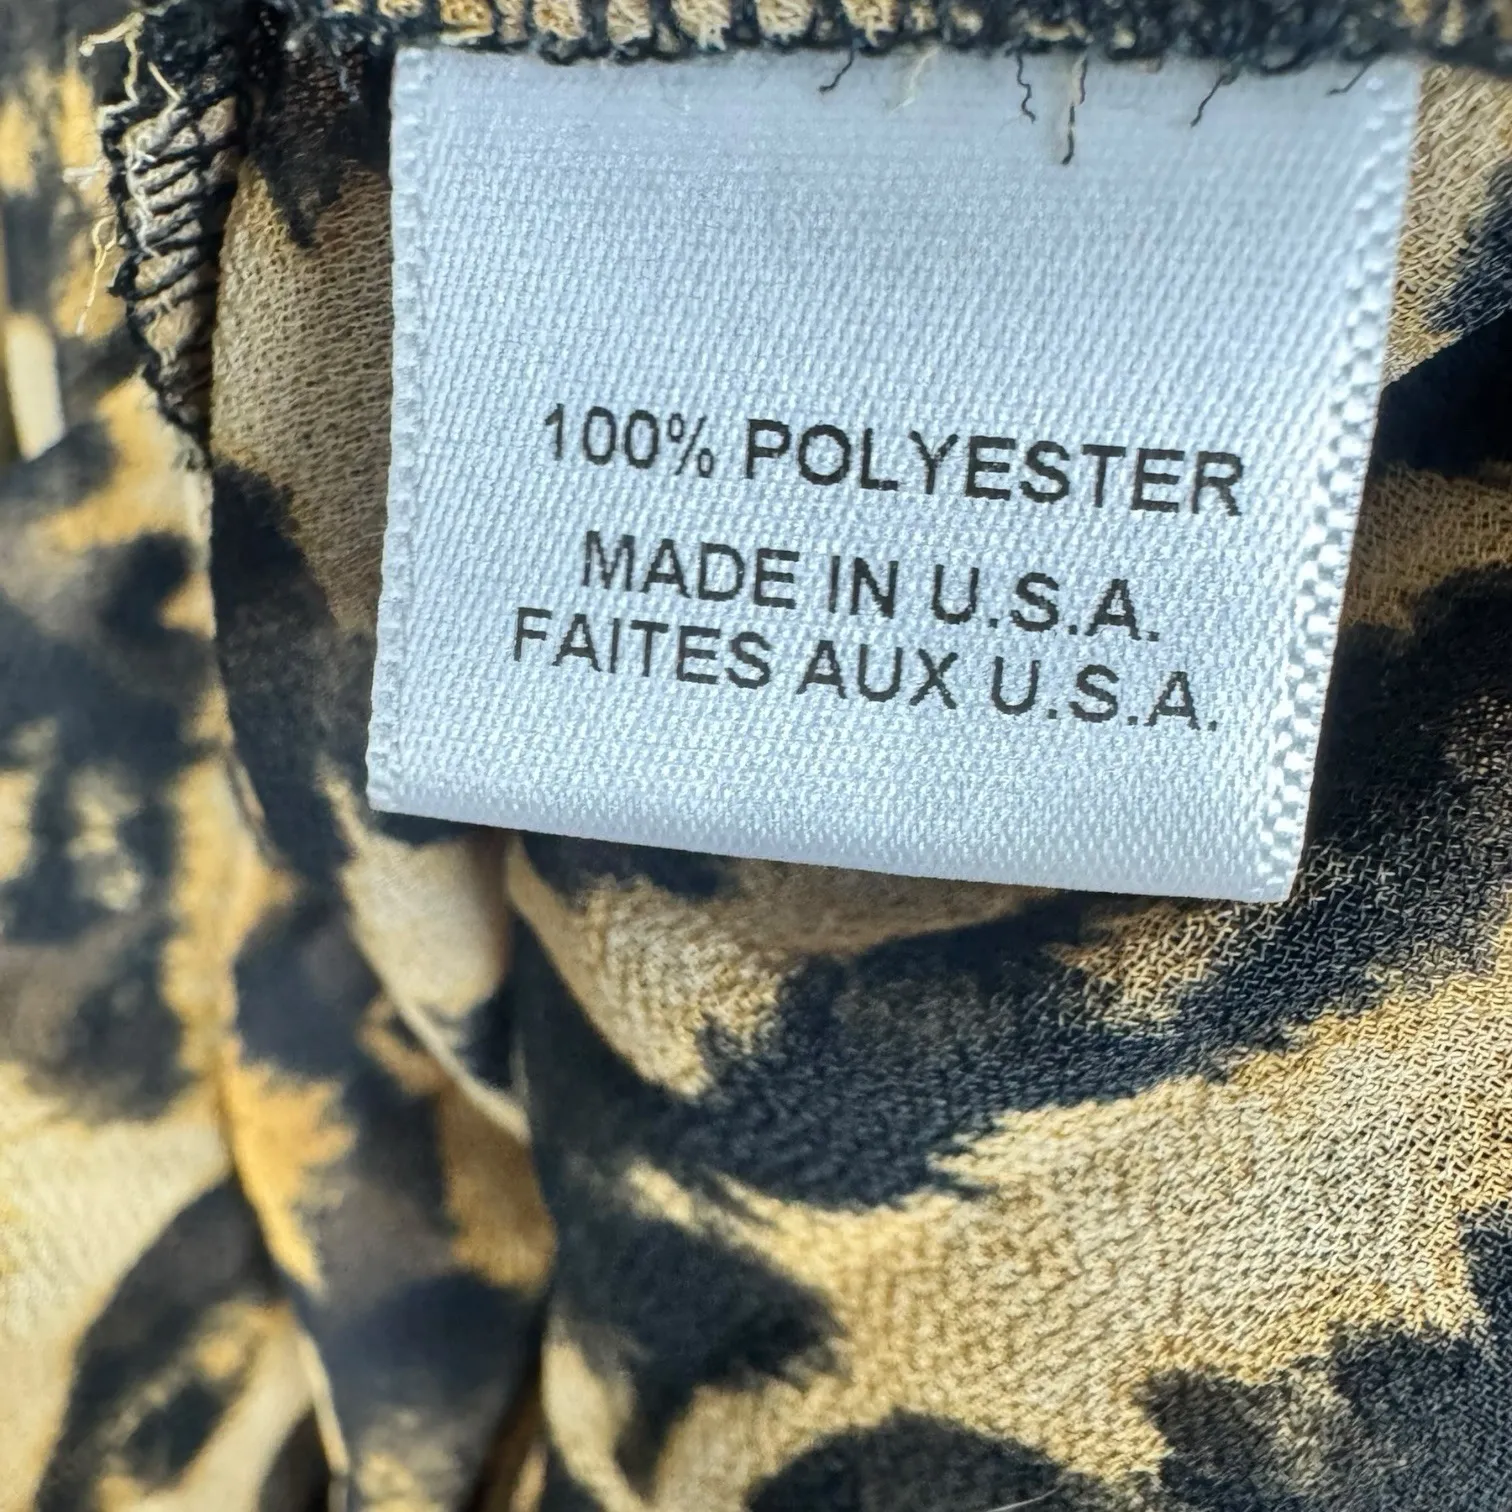 100% POLYESTER
MADE IN U.S.A.
FAITES AUX U.S.A.